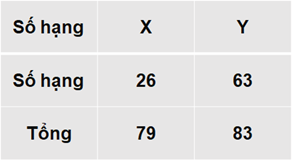 Số hạng X Y
Số hạng 26 63
Tổng 79 83